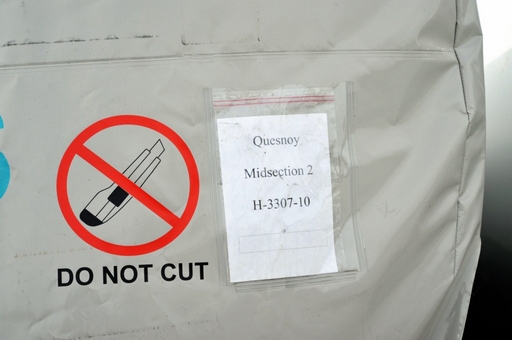 DO NOT CUT
Quesnoy
Midsection 2
H-3307-10